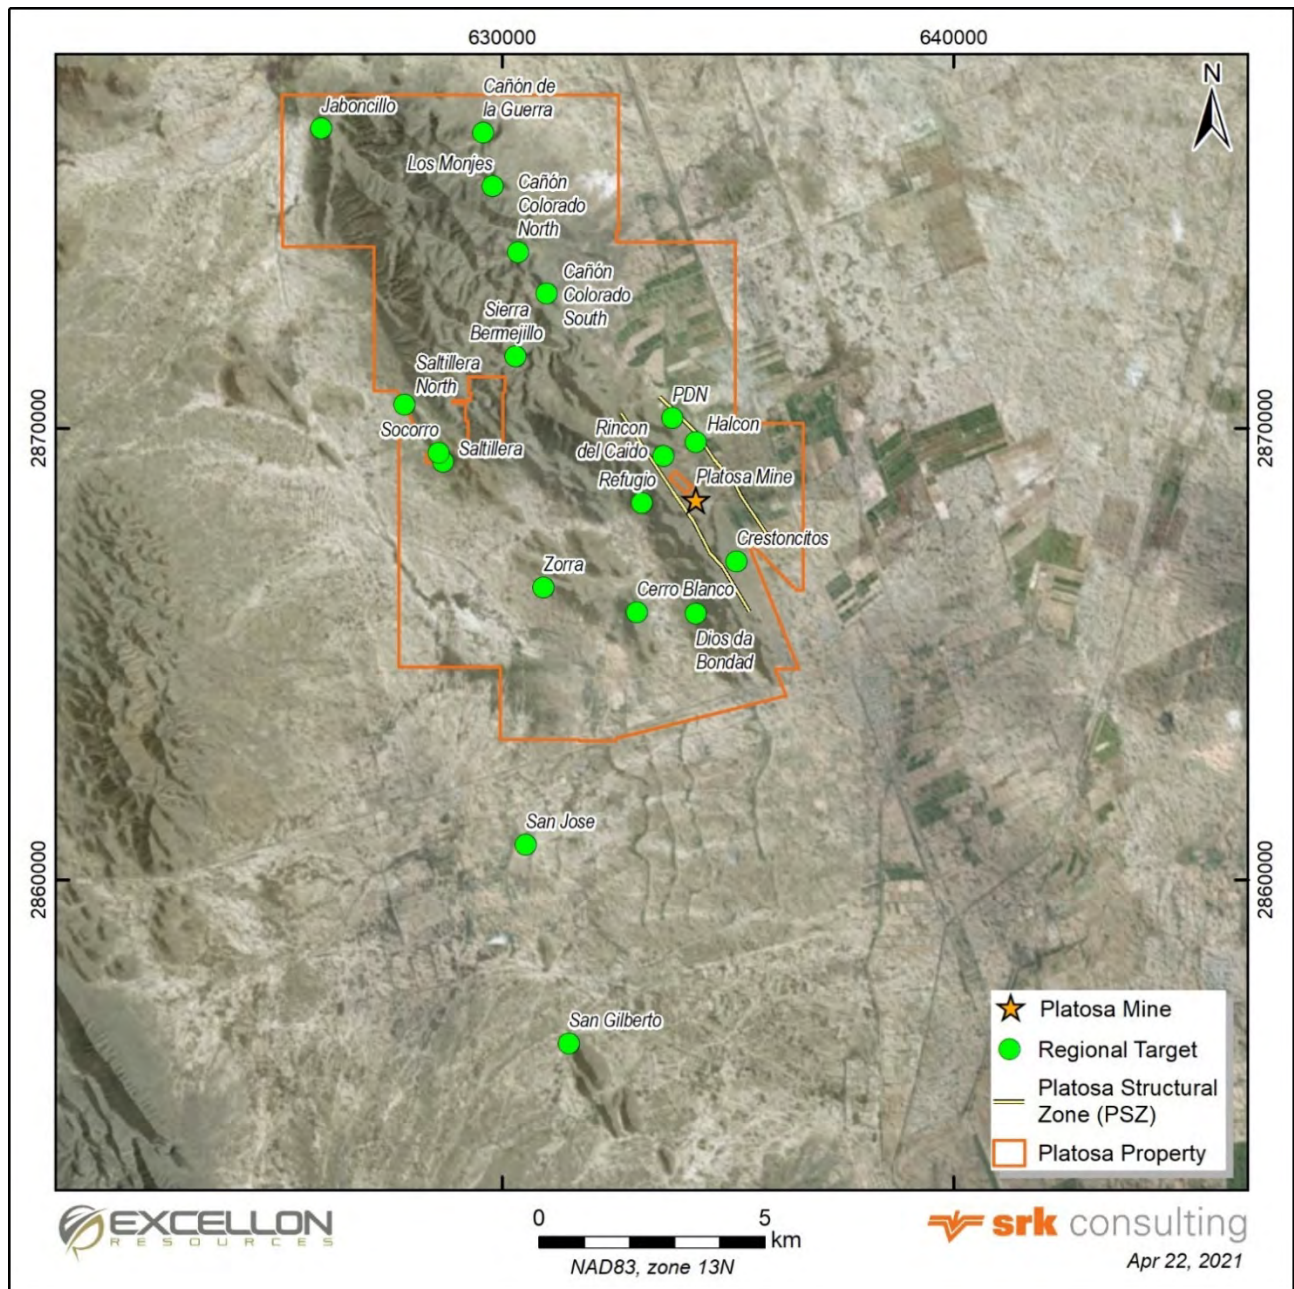 630000
640000
N
Cañón de
la Guerra
Jaboncillo
Los Monjes
Cañón
Colorado
North
Cañón
Colorado
South
Sierra
Bermejillo
Saltillera
North
PDN
2870000
2870000
Socorro
Saltillera
Rincon
del Caido
Halcon
Refugio
Platosa Mine
Crestoncitos
Zorra
Cerro Blanco
Dios da
Bondad
San Jose
2860000
2860000
San Gilberto
Platosa Mine
Regional Target
Platosa Structural
Zone (PSZ)
Platosa Property
EXCELLON
RESOURCES
0 5
km
NAD83, zone 13N
srk consulting
Apr 22, 2021